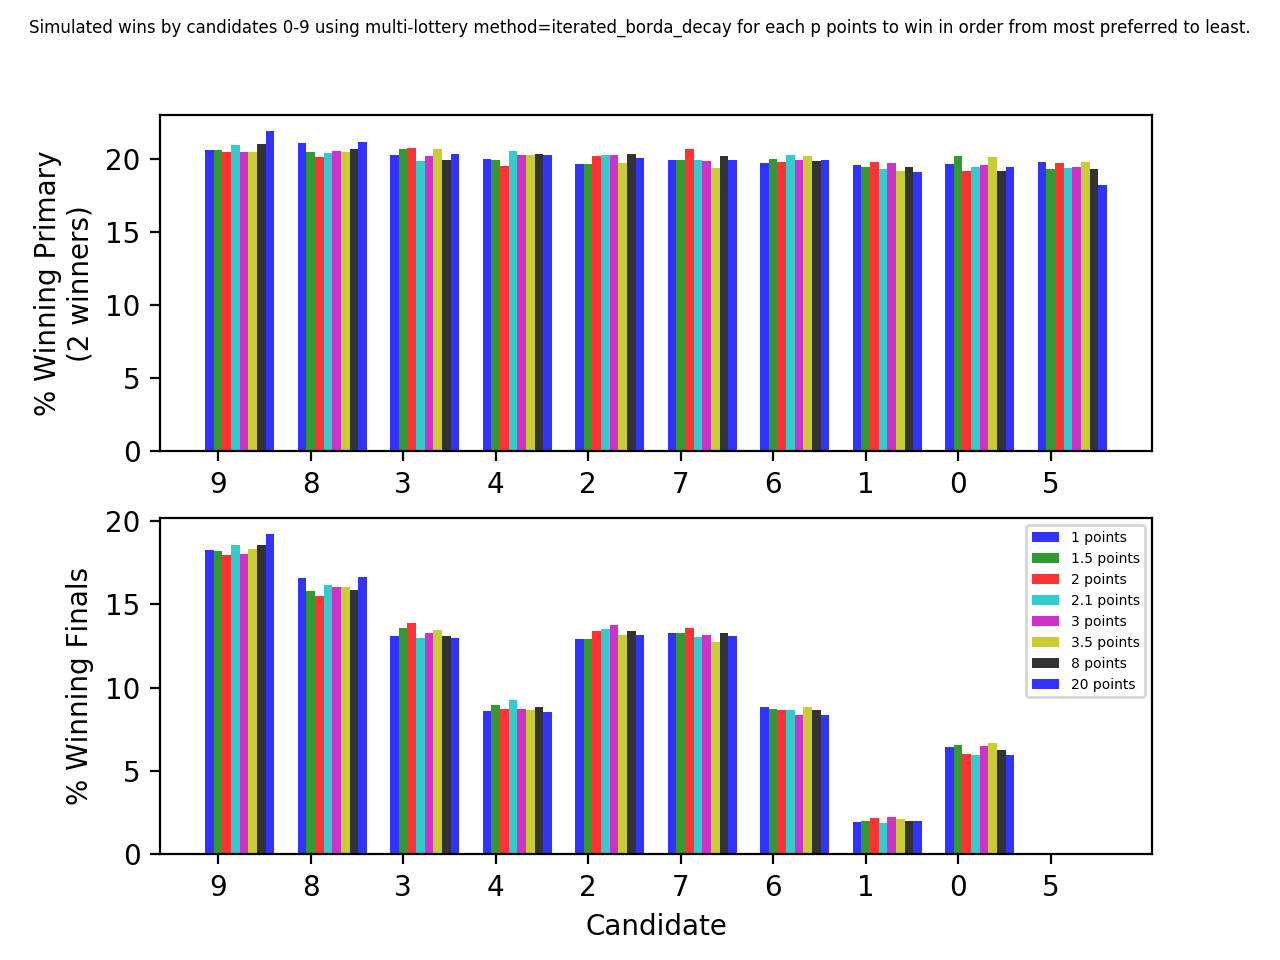 Simulated wins by candidates 0-9 using multi-lottery method=iterated_borda_decay for each p points to win in order from most preferred to least.
% Winning Primary
(2 winners)
20
15
10
5
0
9 8 3 4 2 7 6 1 0 5
% Winning Finals
20
15
10
5
0
1 points
1.5 points
2 points
2.1 points
3 points
3.5 points
8 points
20 points
9 8 3 4 2 7 6 1 0 5
Candidate